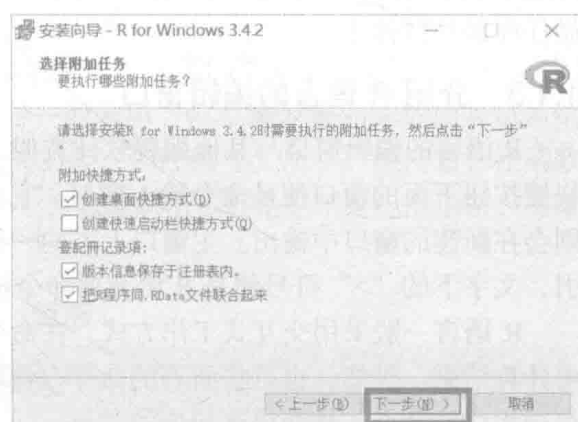 安装向导 - R for Windows 3.4.2
选择附加任务
要执行哪些附加任务？
R
请选择安装R for Windows 3.4.2时需要执行的附加任务，然后点击“下一步”
。
附加快捷方式：
创建桌面快捷方式(D)
创建快速启动栏快捷方式(Q)
登记册记录项：
版本信息保存于注册表内。
把R程序同.RData文件联合起来
< 上一步(B)
下一步(N) >
取消